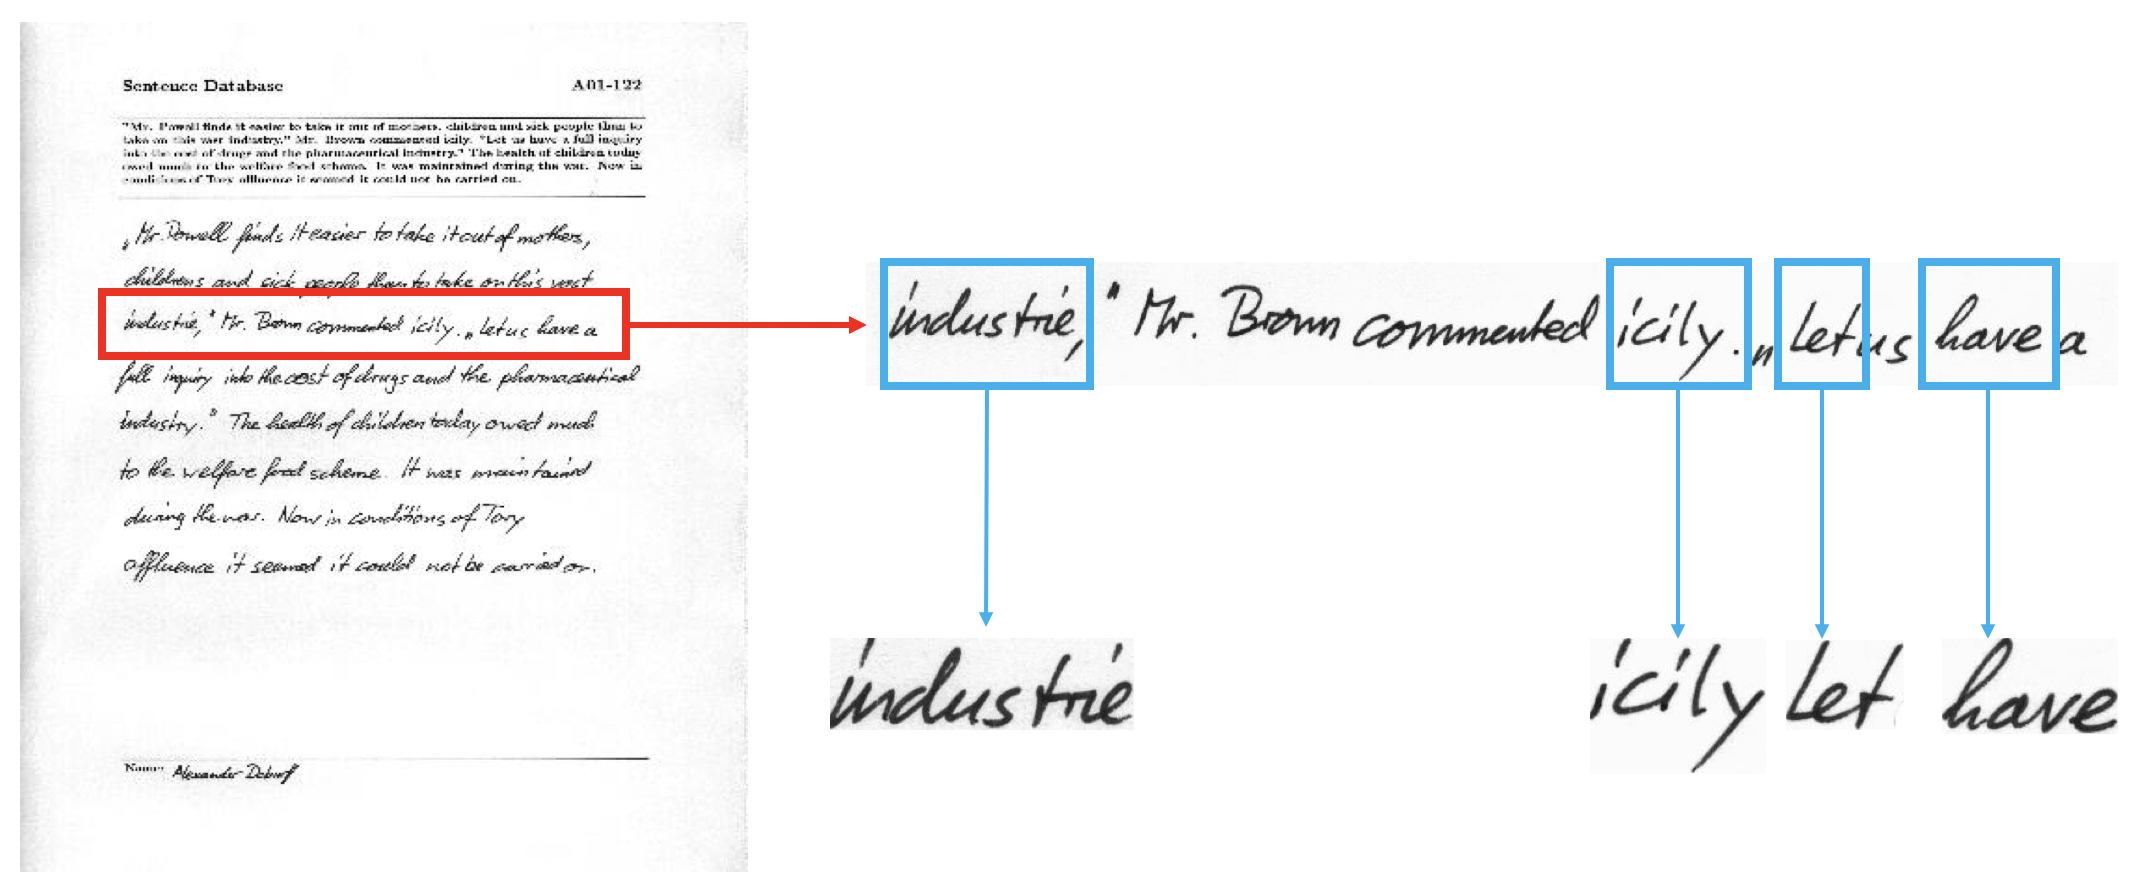 Sentence Database A01-122
"Mr. Powell finds it easier to take it out of mothers, children and sick people than to
take on this vast industry," Mr. Brown commented icily. "Let us have a full inquiry
into the cost of drugs and the pharmaceutical industry." The health of children today
owed much to the welfare food scheme. It was maintained during the war. Now in
conditions of Tory affluence it seemed it could not be carried on.
„Mr. Powell finds it easier to take it out of mothers,
childrens and sick people than to take on this vast
industrie," Mr. Brown commented icily. „Let us have a
full inquiry into the cost of drugs and the pharmaceutical
industry." The health of children today owed much
to the welfare food scheme. It was maintaind
during the war. Now in conditions of Tory
affluence it seemed it could not be carried on.
Name: Alexander
industrie," Mr. Brown commented icily. „Let us have a
industrie icily Let have